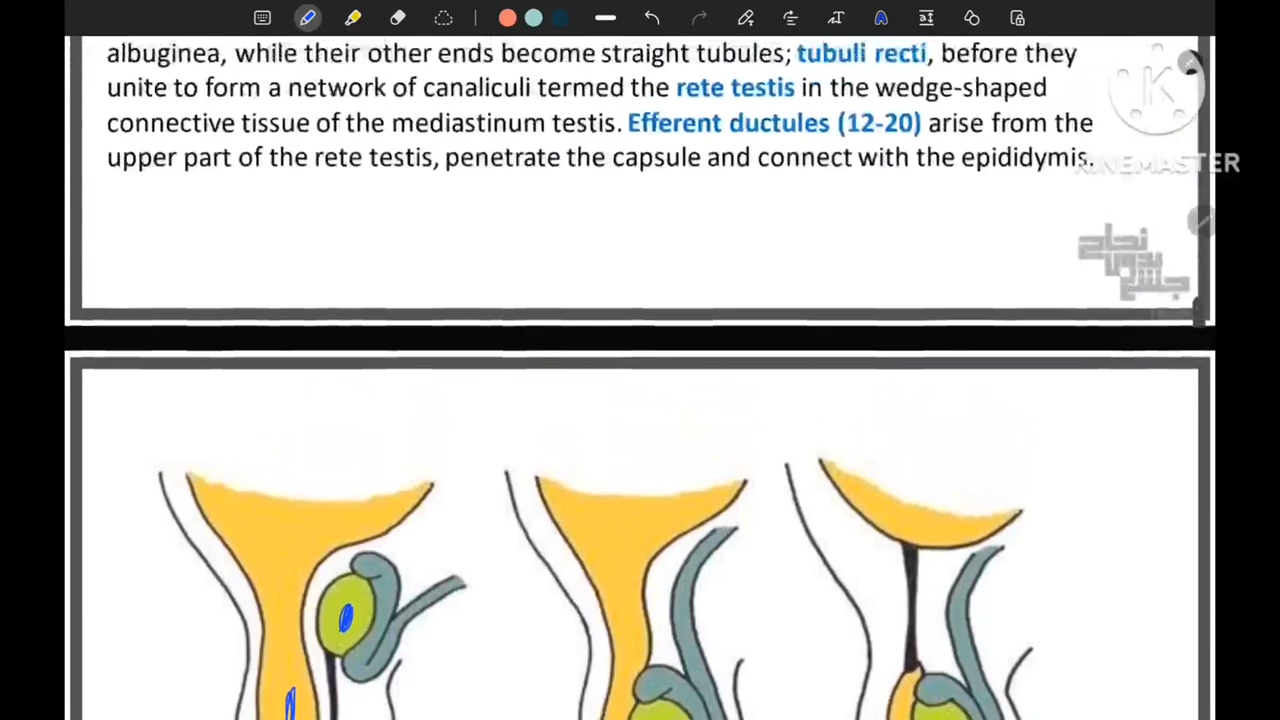 albuginea, while their other ends become straight tubules; tubuli recti, before they
unite to form a network of canaliculi termed the rete testis in the wedge-shaped
connective tissue of the mediastinum testis. Efferent ductules (12-20) arise from the
upper part of the rete testis, penetrate the capsule and connect with the epididymis.
K
KINEMASTER
نجاح
بدون